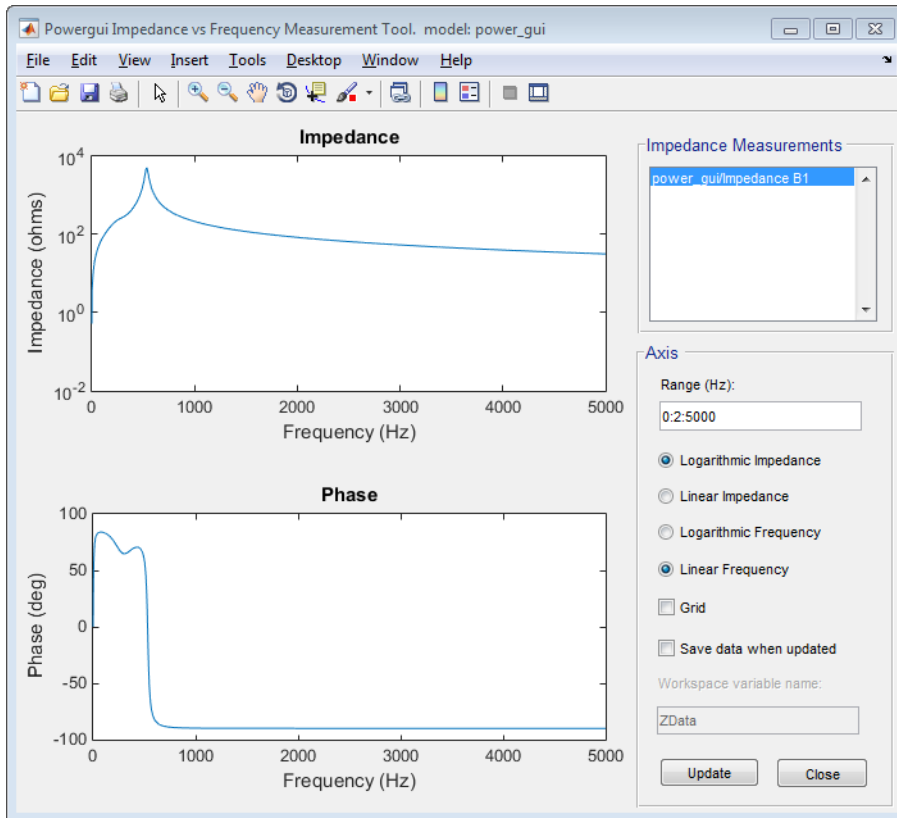 Powergui Impedance vs Frequency Measurement Tool. model: power_gui
File Edit View Insert Tools Desktop Window Help
Impedance
10^4
10^2
10^0
10^-2
Impedance (ohms)
0 1000 2000 3000 4000 5000
Frequency (Hz)
Phase
100
50
0
-50
-100
Phase (deg)
0 1000 2000 3000 4000 5000
Frequency (Hz)
Impedance Measurements
power_gui/Impedance B1
Axis
Range (Hz):
0:2:5000
Logarithmic Impedance
Linear Impedance
Logarithmic Frequency
Linear Frequency
Grid
Save data when updated
Workspace variable name:
ZData
Update Close